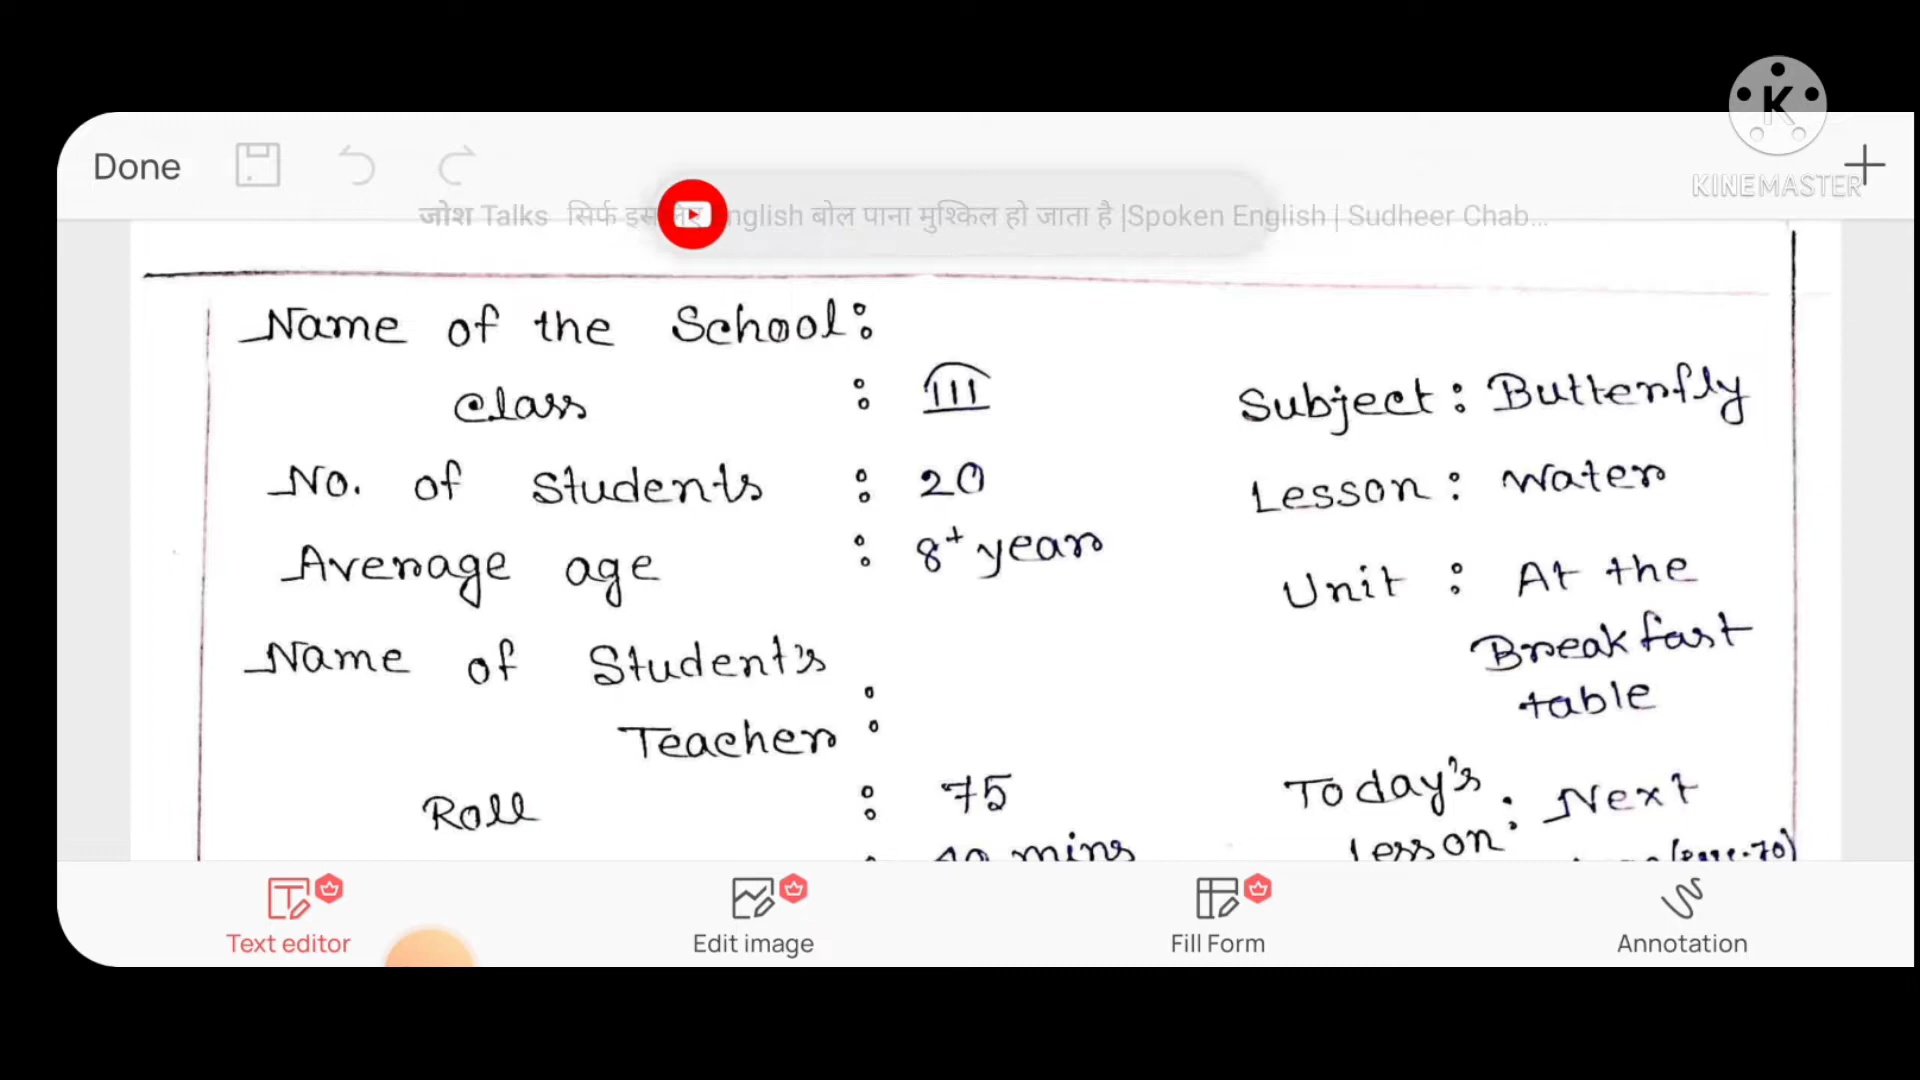 KINEMASTER
Done
जोश Talks सिर्फ nglish बोल पाना मुश्किल हो जाता है |Spoken English | Sudheer Chab...
Name of the School:
Class : III
Subject : Butterfly
No. of students : 20
Lesson : Water
Average age : 8+ years
Unit : At the
Breakfast
table
Name of Student's
Teacher :
Roll : 75
Today's
lesson : Next
mins
Text editor
Edit image
Fill Form
Annotation